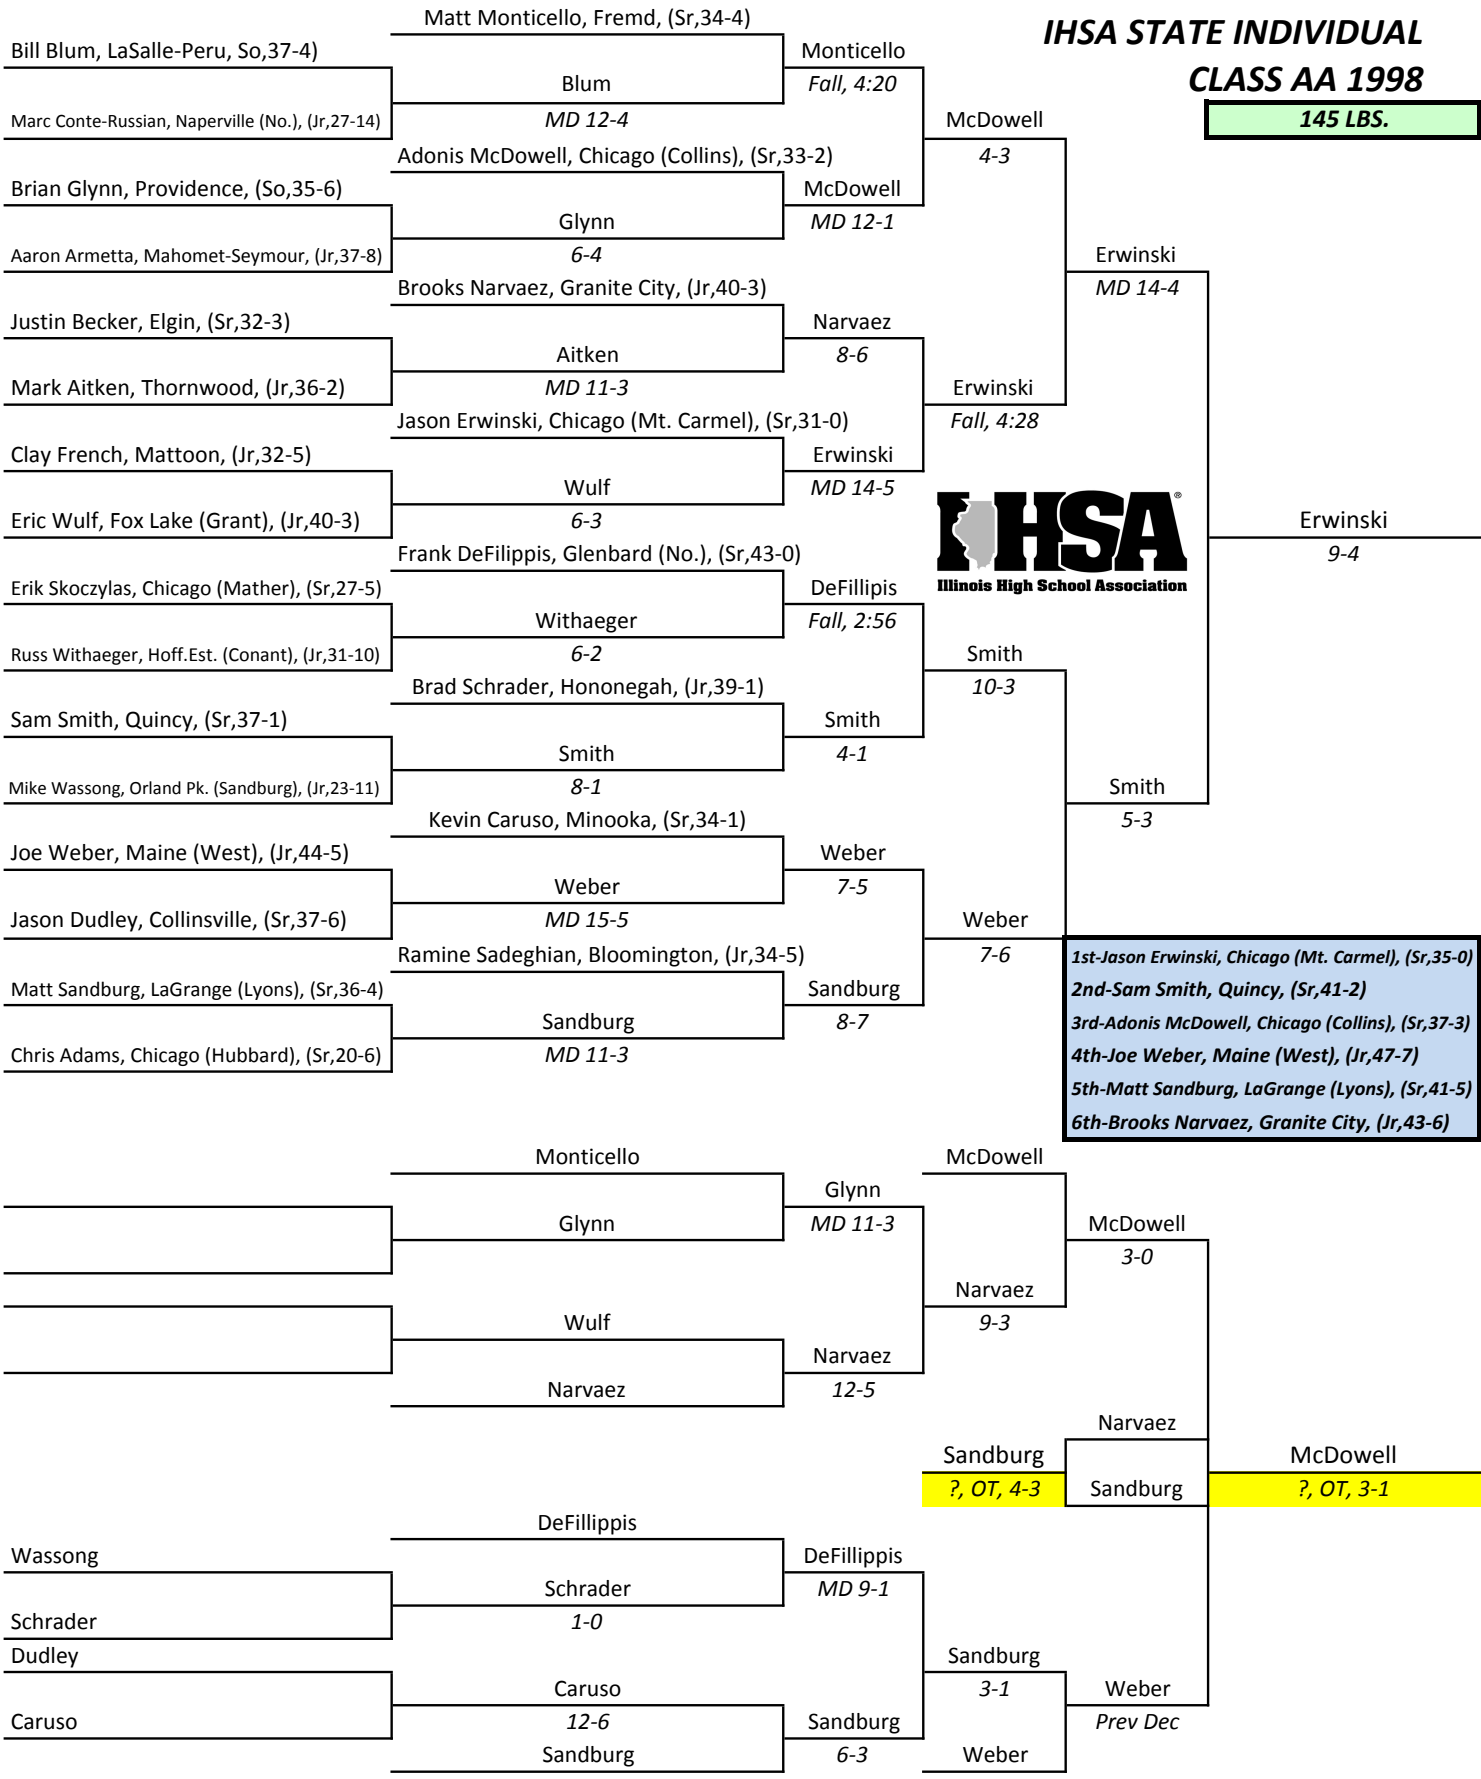 Matt Monticello, Fremd, (Sr,34-4)
IHSA STATE INDIVIDUAL
CLASS AA 1998
145 LBS.
Bill Blum, LaSalle-Peru, So,37-4)
Monticello
Fall, 4:20
Blum
MD 12-4
Marc Conte-Russian, Naperville (No.), (Jr,27-14)
McDowell
4-3
Adonis McDowell, Chicago (Collins), (Sr,33-2)
Brian Glynn, Providence, (So,35-6)
McDowell
MD 12-1
Glynn
6-4
Aaron Armetta, Mahomet-Seymour, (Jr,37-8)
Erwinski
MD 14-4
Brooks Narvaez, Granite City, (Jr,40-3)
Justin Becker, Elgin, (Sr,32-3)
Narvaez
8-6
Aitken
MD 11-3
Mark Aitken, Thornwood, (Jr,36-2)
Erwinski
Fall, 4:28
Jason Erwinski, Chicago (Mt. Carmel), (Sr,31-0)
Clay French, Mattoon, (Jr,32-5)
Erwinski
MD 14-5
Wulf
6-3
Eric Wulf, Fox Lake (Grant), (Jr,40-3)
IHSA®
Illinois High School Association
Erwinski
9-4
Frank DeFilippis, Glenbard (No.), (Sr,43-0)
Erik Skoczylas, Chicago (Mather), (Sr,27-5)
DeFillipis
Fall, 2:56
Withaeger
6-2
Russ Withaeger, Hoff.Est. (Conant), (Jr,31-10)
Smith
10-3
Brad Schrader, Hononegah, (Jr,39-1)
Sam Smith, Quincy, (Sr,37-1)
Smith
4-1
Smith
8-1
Mike Wassong, Orland Pk. (Sandburg), (Jr,23-11)
Smith
5-3
Kevin Caruso, Minooka, (Sr,34-1)
Joe Weber, Maine (West), (Jr,44-5)
Weber
7-5
Weber
MD 15-5
Jason Dudley, Collinsville, (Sr,37-6)
Weber
7-6
Ramine Sadeghian, Bloomington, (Jr,34-5)
Matt Sandburg, LaGrange (Lyons), (Sr,36-4)
Sandburg
8-7
Sandburg
MD 11-3
Chris Adams, Chicago (Hubbard), (Sr,20-6)
1st-Jason Erwinski, Chicago (Mt. Carmel), (Sr,35-0)
2nd-Sam Smith, Quincy, (Sr,41-2)
3rd-Adonis McDowell, Chicago (Collins), (Sr,37-3)
4th-Joe Weber, Maine (West), (Jr,47-7)
5th-Matt Sandburg, LaGrange (Lyons), (Sr,41-5)
6th-Brooks Narvaez, Granite City, (Jr,43-6)
Monticello
McDowell
Glynn
MD 11-3
Glynn
McDowell
3-0
Narvaez
9-3
Wulf
Narvaez
12-5
Narvaez
Narvaez
Sandburg
?, OT, 4-3
Sandburg
McDowell
?, OT, 3-1
DeFillippis
Wassong
DeFillippis
MD 9-1
Schrader
1-0
Schrader
Dudley
Sandburg
3-1
Caruso
12-6
Weber
Prev Dec
Caruso
Sandburg
6-3
Sandburg
Weber